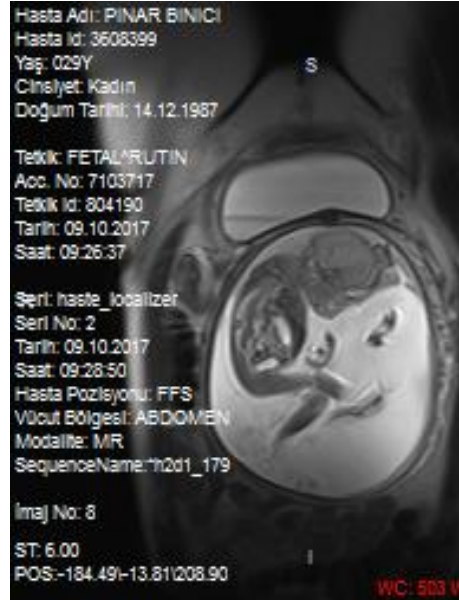 Hasta Adı: PINAR BINICI
Hasta Id: 3608399
Yaş: 029Y
Cinsiyet: Kadın
Doğum Tarihi: 14.12.1987
S
Tetkik: FETAL^RUTIN
Acc. No: 7103717
Tetkik Id: 804190
Tarih: 09.10.2017
Saat: 09:26:37
Seri: haste_localizer
Seri No: 2
Tarih: 09.10.2017
Saat: 09:28:50
Hasta Pozisyonu: FFS
Vücut Bölgesi: ABDOMEN
Modalite: MR
SequenceName:*h2d1_179
İmaj No: 8
ST: 6.00
I
POS:-184.49\-13.81\208.90
WC: 503 W